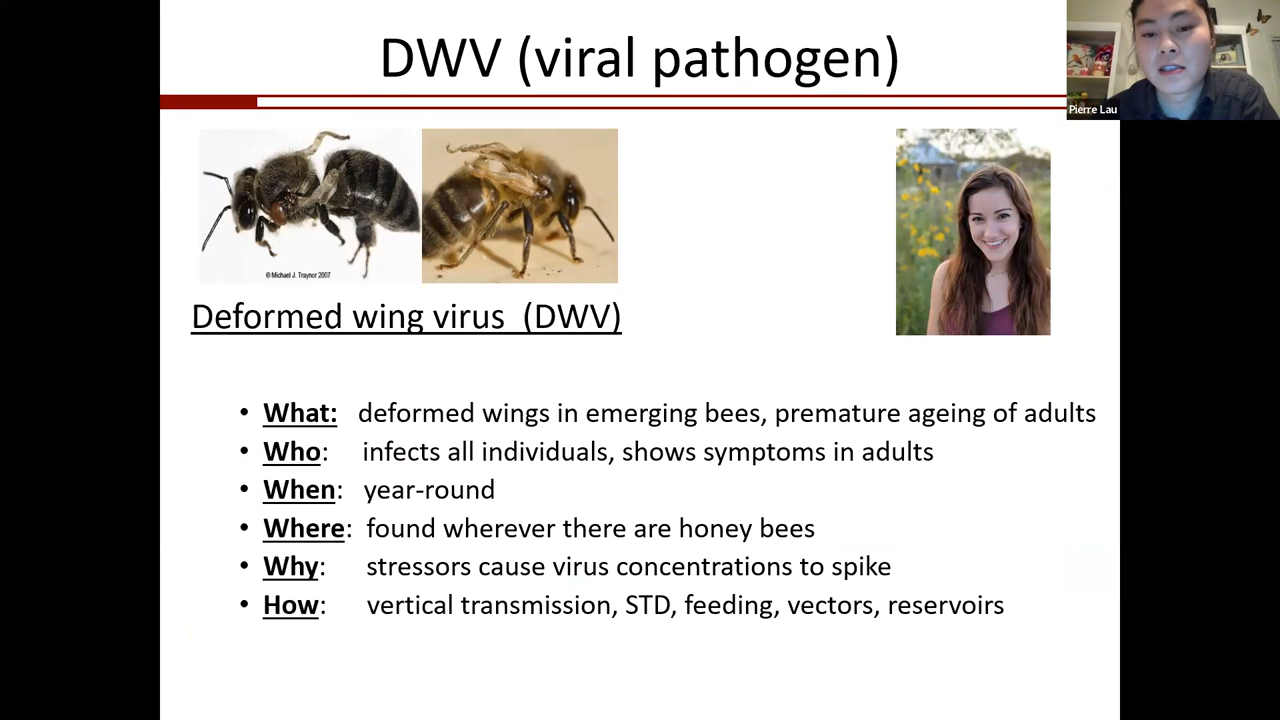 DWV (viral pathogen)
Pierre Lau
© Michael J. Traynor 2007
Deformed wing virus (DWV)
• What: deformed wings in emerging bees, premature ageing of adults
• Who: infects all individuals, shows symptoms in adults
• When: year-round
• Where: found wherever there are honey bees
• Why: stressors cause virus concentrations to spike
• How: vertical transmission, STD, feeding, vectors, reservoirs